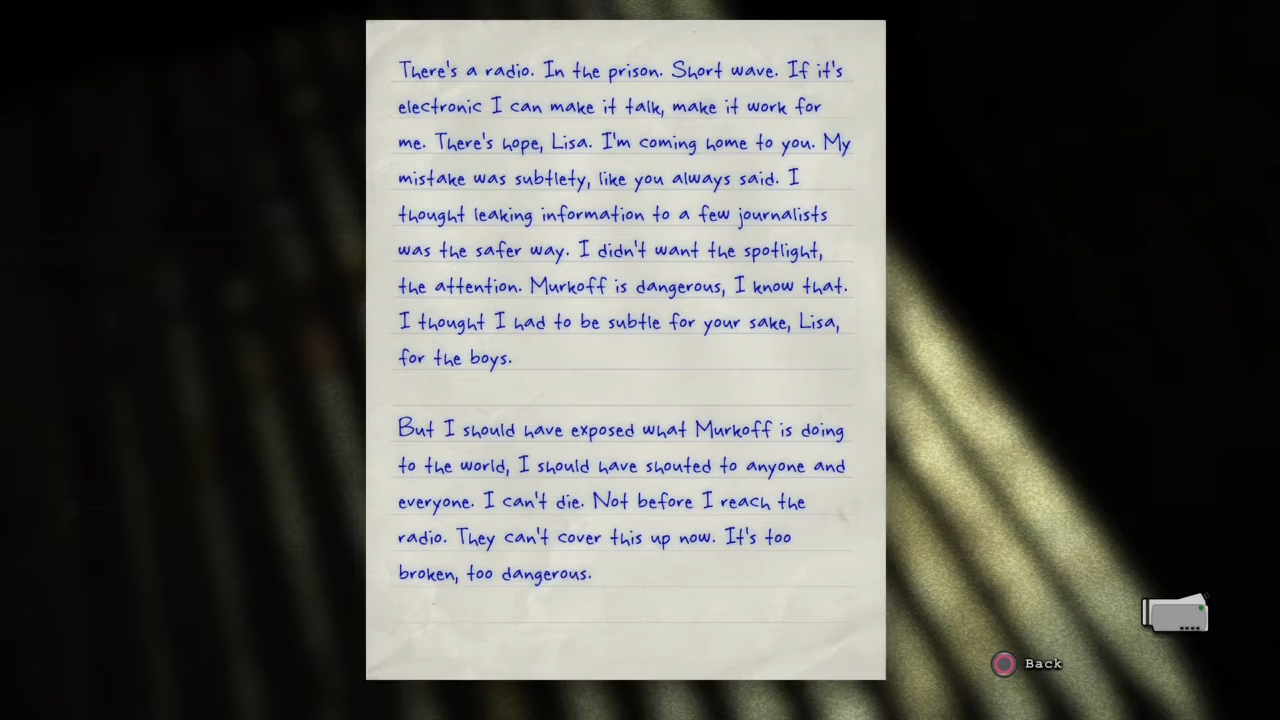 There's a radio. In the prison. Short wave. If it's
electronic I can make it talk, make it work for
me. There's hope, Lisa. I'm coming home to you. My
mistake was subtlety, like you always said. I
thought leaking information to a few journalists
was the safer way. I didn't want the spotlight,
the attention. Murkoff is dangerous, I know that.
I thought I had to be subtle for your sake, Lisa,
for the boys.
But I should have exposed what Murkoff is doing
to the world, I should have shouted to anyone and
everyone. I can't die. Not before I reach the
radio. They can't cover this up now. It's too
broken, too dangerous.
Back